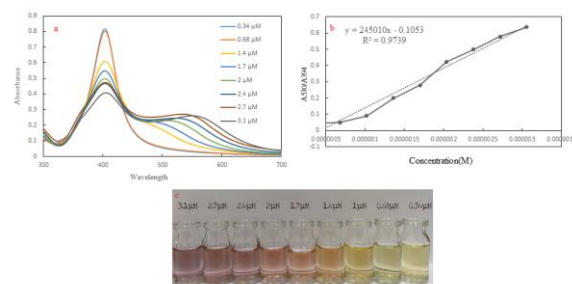 a
0.9
0.8
0.7
0.6
0.5
0.4
0.3
0.2
0.1
0
300
400
500
600
700
Absorbance
Wavelength
0.34 µM
0.68 µM
1.4 µM
1.7 µM
2 µM
2.4 µM
2.7 µM
3.1 µM
b
y = 245010x - 0.1053
R² = 0.9739
0.8
0.7
0.6
0.5
0.4
0.3
0.2
0.1
0
-0.1
0.000001
0.0000015
0.000002
0.0000025
0.000003
Concentration(M)
c
3.1µM
2.7µM
2.4µM
2µM
1.7µM
1.4µM
1µM
0.68µM
0.34µM